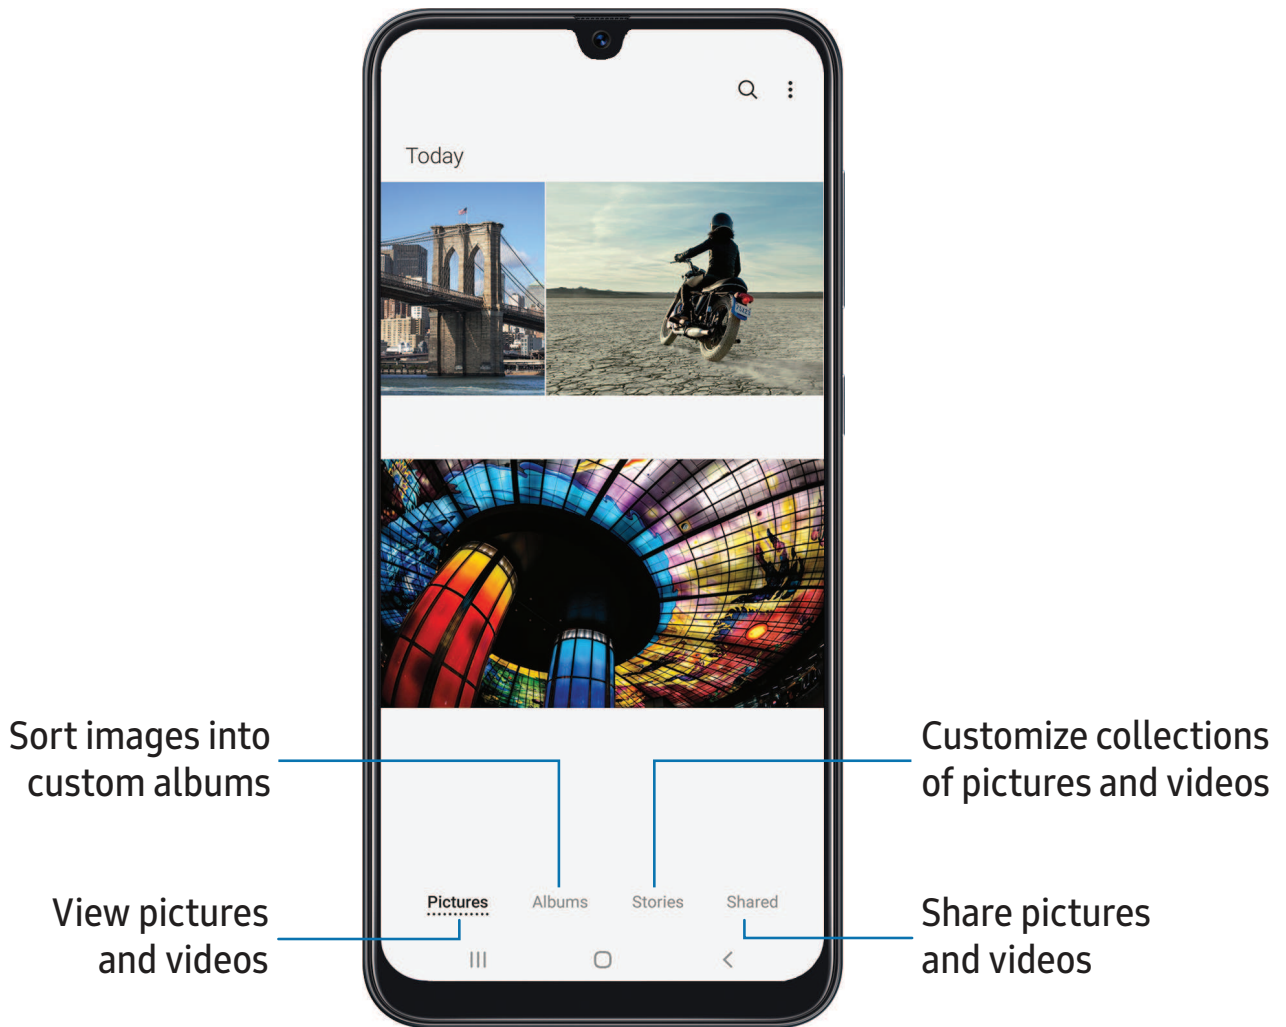 Today
Sort images into
custom albums
Customize collections
of pictures and videos
Pictures
Albums
Stories
Shared
View pictures
and videos
Share pictures
and videos